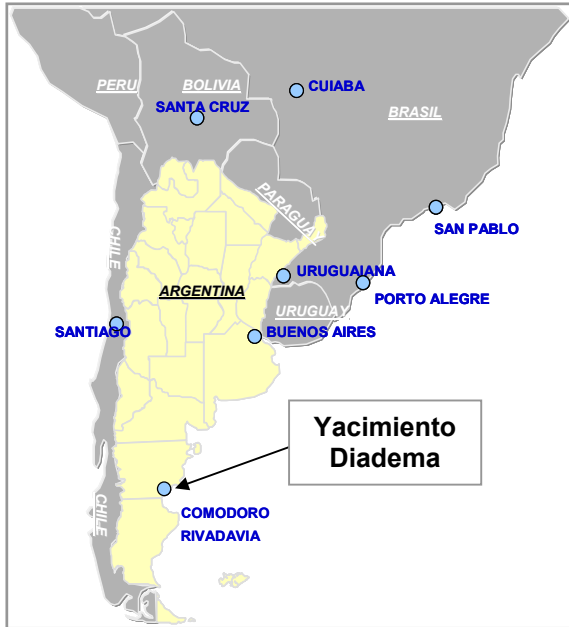 PERU
BOLIVIA
CUIABA
SANTA CRUZ
BRASIL
PARAGUAY
SAN PABLO
CHILE
URUGUAIANA
ARGENTINA
PORTO ALEGRE
URUGUAY
SANTIAGO
BUENOS AIRES
Yacimiento
Diadema
CHILE
COMODORO
RIVADAVIA